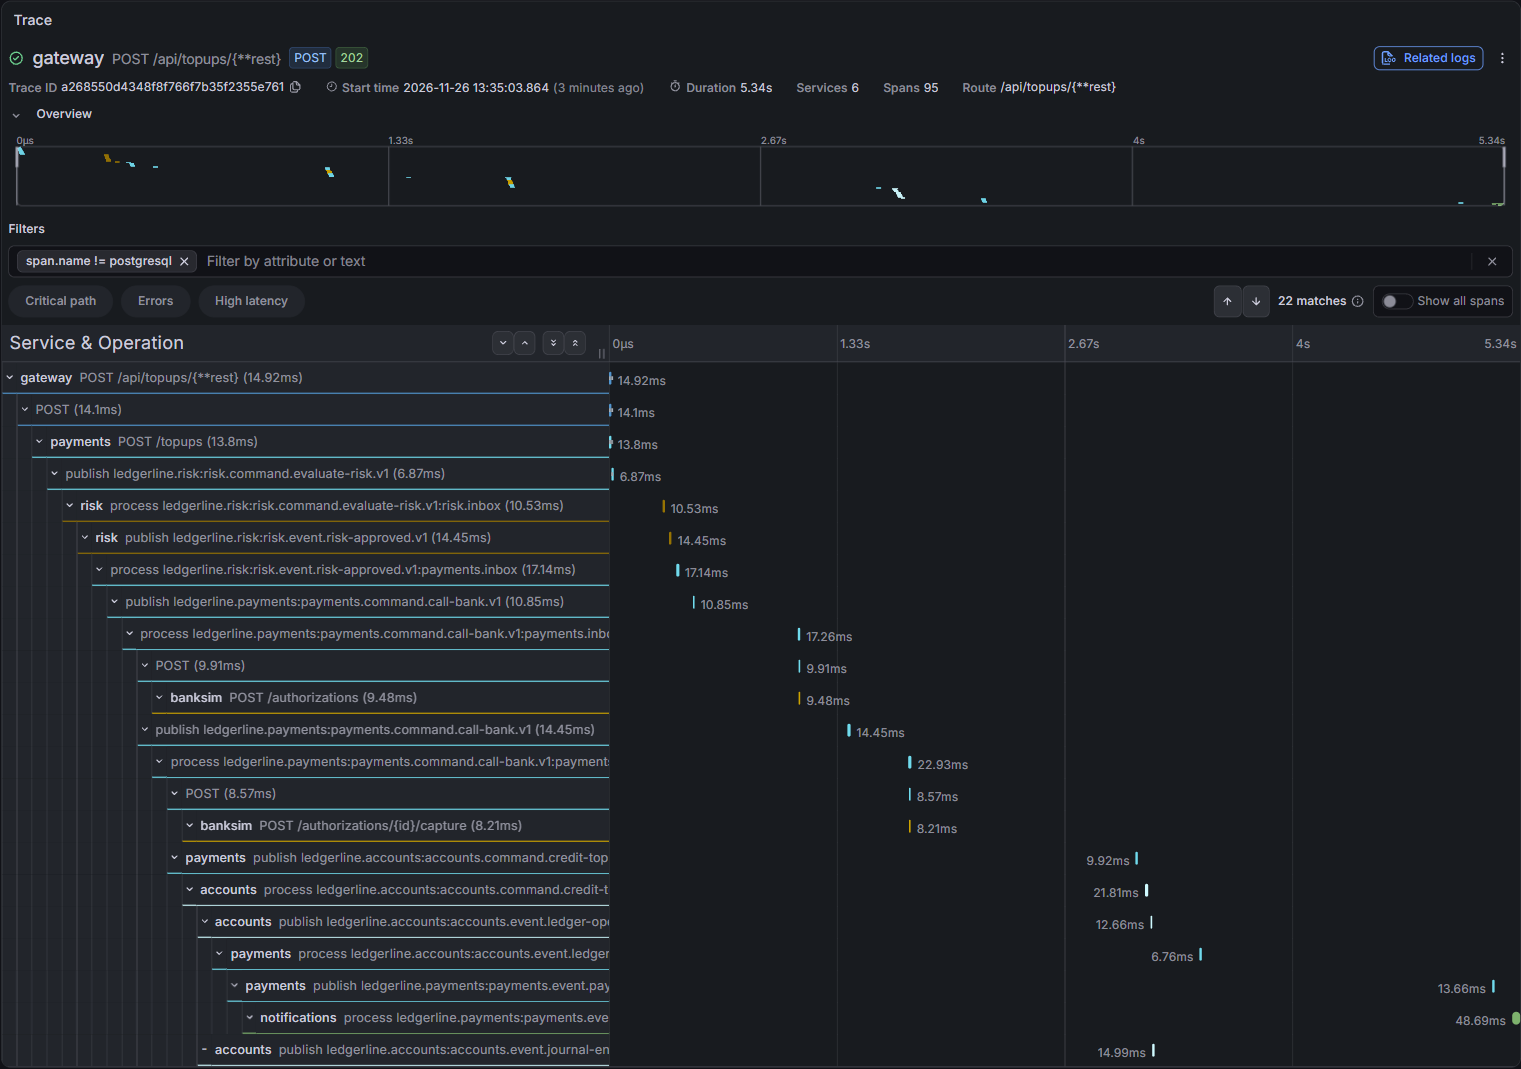 Trace
gateway POST /api/topups/{**rest} POST 202
Related logs
Trace ID a268550d4348f8f766f7b35f2355e761 Start time 2026-11-26 13:35:03.864 (3 minutes ago) Duration 5.34s Services 6 Spans 95 Route /api/topups/{**rest}
Overview
0µs 1.33s 2.67s 4s 5.34s
Filters
span.name != postgresql Filter by attribute or text
Critical path Errors High latency 22 matches Show all spans
Service & Operation 0µs 1.33s 2.67s 4s 5.34s
gateway POST /api/topups/{**rest} (14.92ms) 14.92ms
POST (14.1ms) 14.1ms
payments POST /topups (13.8ms) 13.8ms
publish ledgerline.risk:risk.command.evaluate-risk.v1 (6.87ms) 6.87ms
risk process ledgerline.risk:risk.command.evaluate-risk.v1:risk.inbox (10.53ms) 10.53ms
risk publish ledgerline.risk:risk.event.risk-approved.v1 (14.45ms) 14.45ms
process ledgerline.risk:risk.event.risk-approved.v1:payments.inbox (17.14ms) 17.14ms
publish ledgerline.payments:payments.command.call-bank.v1 (10.85ms) 10.85ms
process ledgerline.payments:payments.command.call-bank.v1:payments.inbo 17.26ms
POST (9.91ms) 9.91ms
banksim POST /authorizations (9.48ms) 9.48ms
publish ledgerline.payments:payments.command.call-bank.v1 (14.45ms) 14.45ms
process ledgerline.payments:payments.command.call-bank.v1:payments 22.93ms
POST (8.57ms) 8.57ms
banksim POST /authorizations/{id}/capture (8.21ms) 8.21ms
payments publish ledgerline.accounts:accounts.command.credit-top 9.92ms
accounts process ledgerline.accounts:accounts.command.credit-t 21.81ms
accounts publish ledgerline.accounts:accounts.event.ledger-op 12.66ms
payments process ledgerline.accounts:accounts.event.ledger 6.76ms
payments publish ledgerline.payments:payments.event.pay 13.66ms
notifications process ledgerline.payments:payments.eve 48.69ms
accounts publish ledgerline.accounts:accounts.event.journal-en 14.99ms